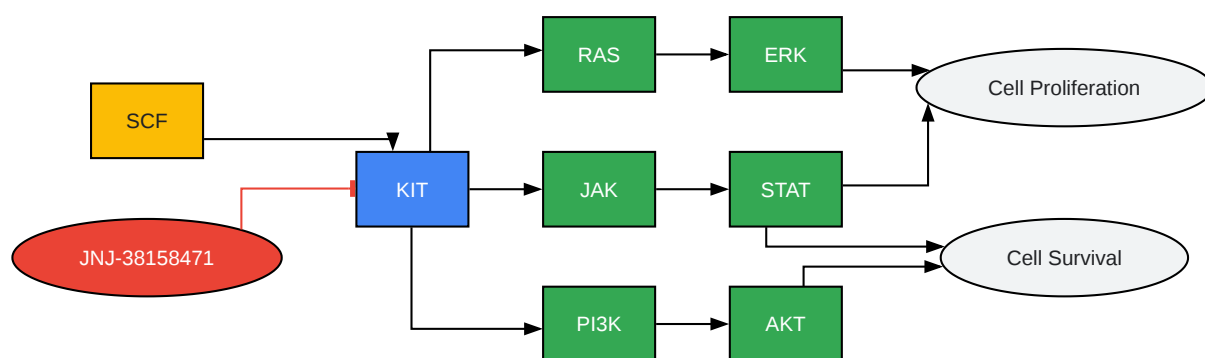 RAS
ERK
Cell Proliferation
SCF
KIT
JAK
STAT
JNJ-38158471
Cell Survival
PI3K
AKT